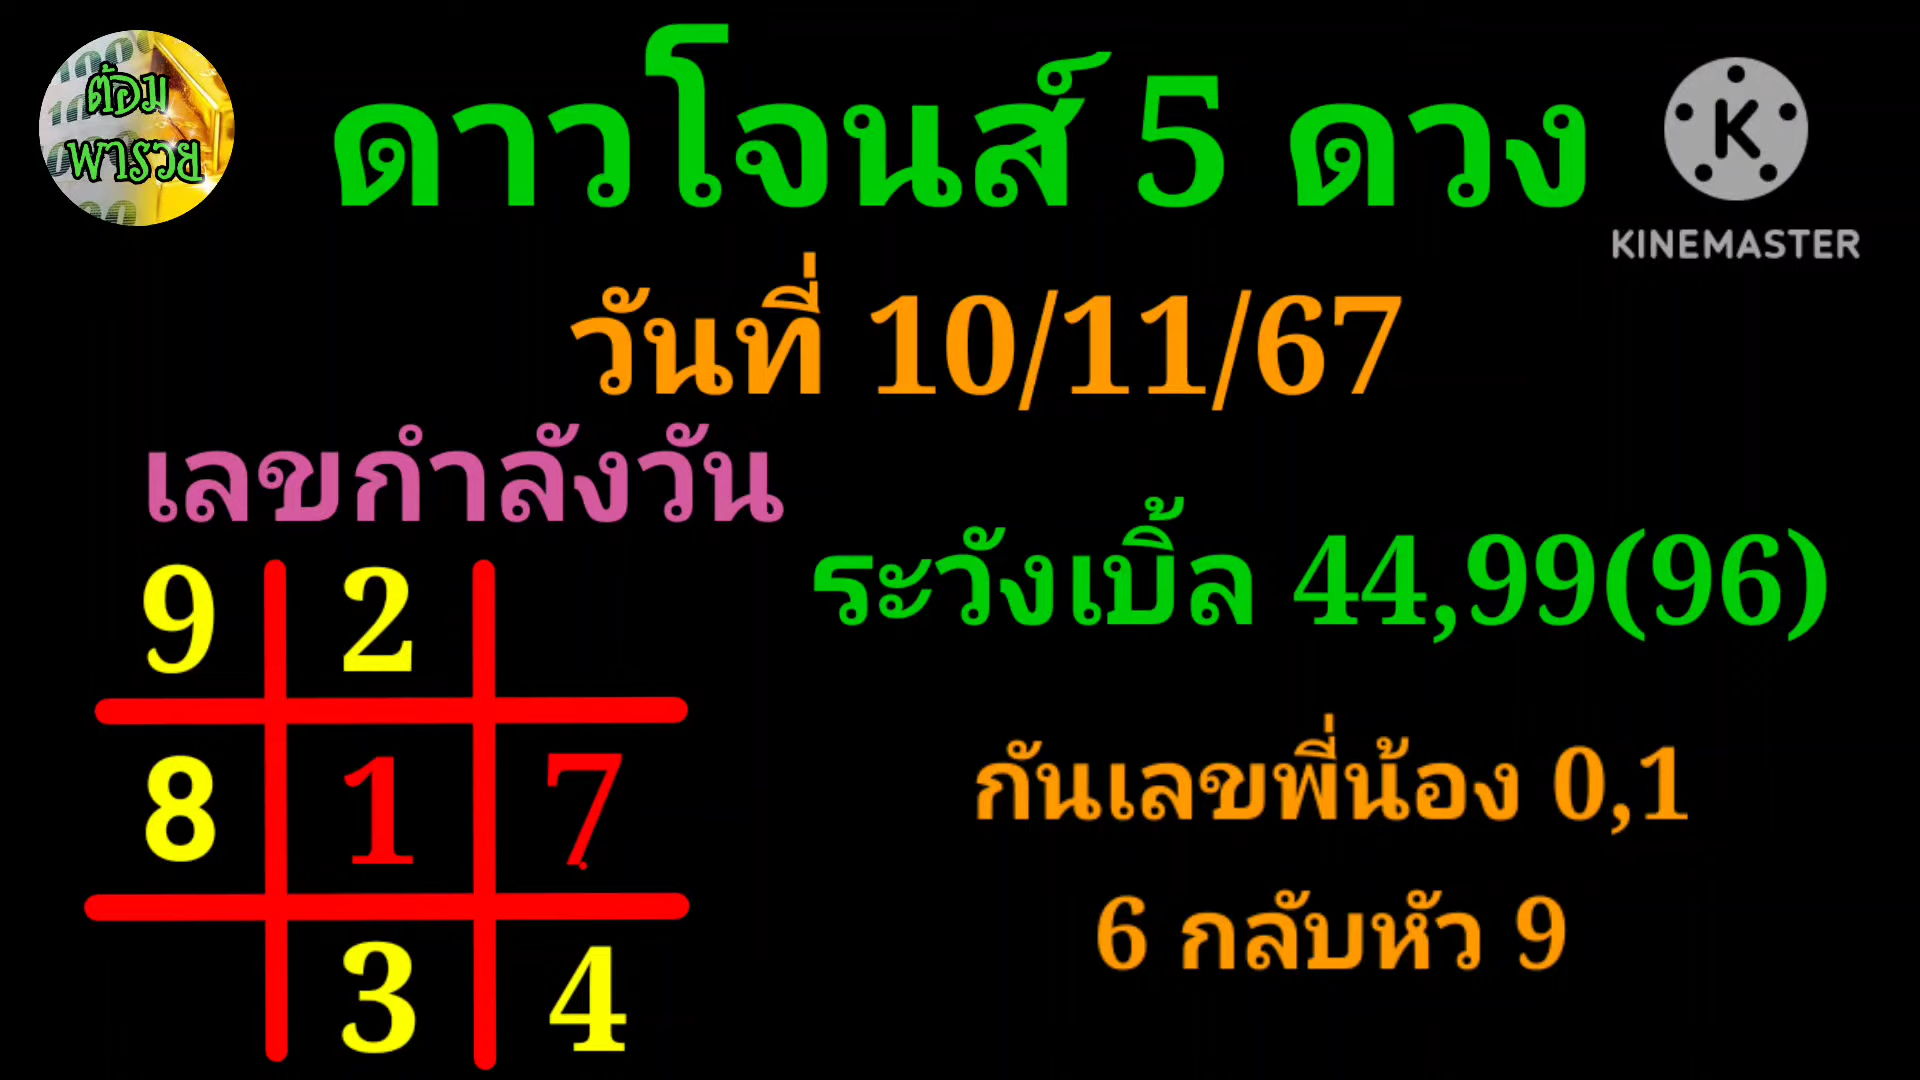 ต้อม
พารวย
ดาวโจนส์ 5 ดวง
KINEMASTER
วันที่ 10/11/67
เลขกำลังวัน
ระวังเบิ้ล 44,99(96)
9 2
8 1 7
3 4
กันเลขพี่น้อง 0,1
6 กลับหัว 9